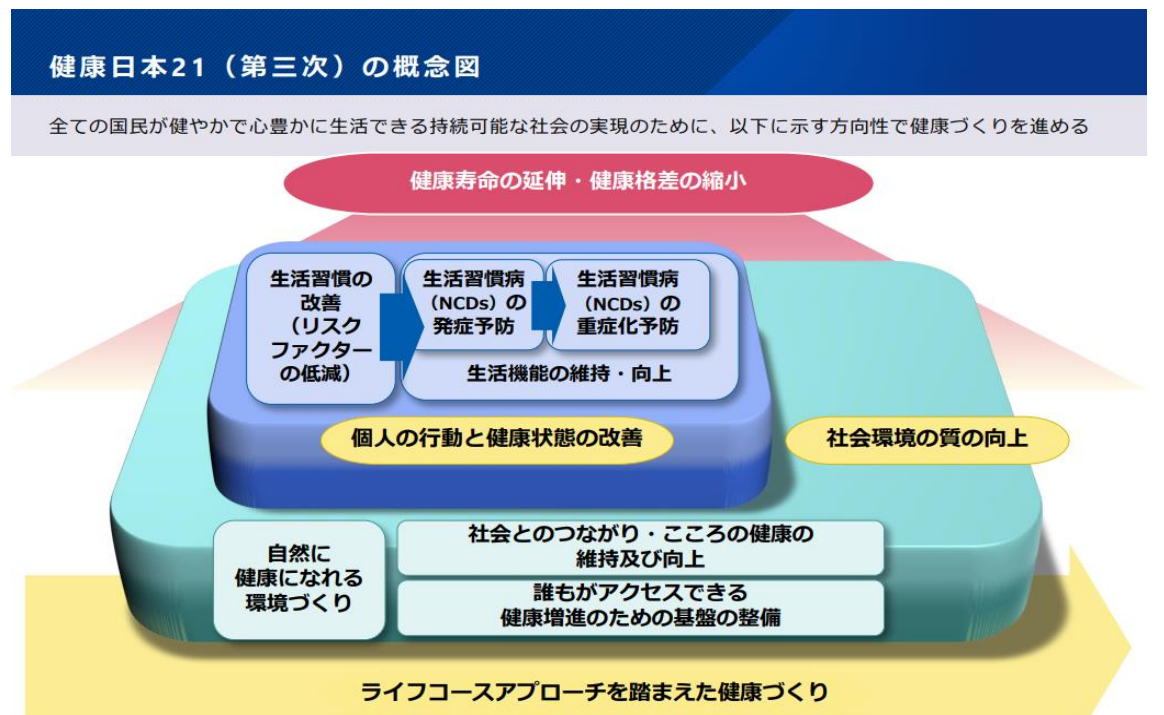 健康日本21（第三次）の概念図
全ての国民が健やかで心豊かに生活できる持続可能な社会の実現のために、以下に示す方向性で健康づくりを進める
健康寿命の延伸・健康格差の縮小
生活習慣の
改善
（リスク
ファクター
の低減）
生活習慣病
（NCDs）の
発症予防
生活習慣病
（NCDs）の
重症化予防
生活機能の維持・向上
個人の行動と健康状態の改善
社会環境の質の向上
自然に
健康になれる
環境づくり
社会とのつながり・こころの健康の
維持及び向上
誰もがアクセスできる
健康増進のための基盤の整備
ライフコースアプローチを踏まえた健康づくり